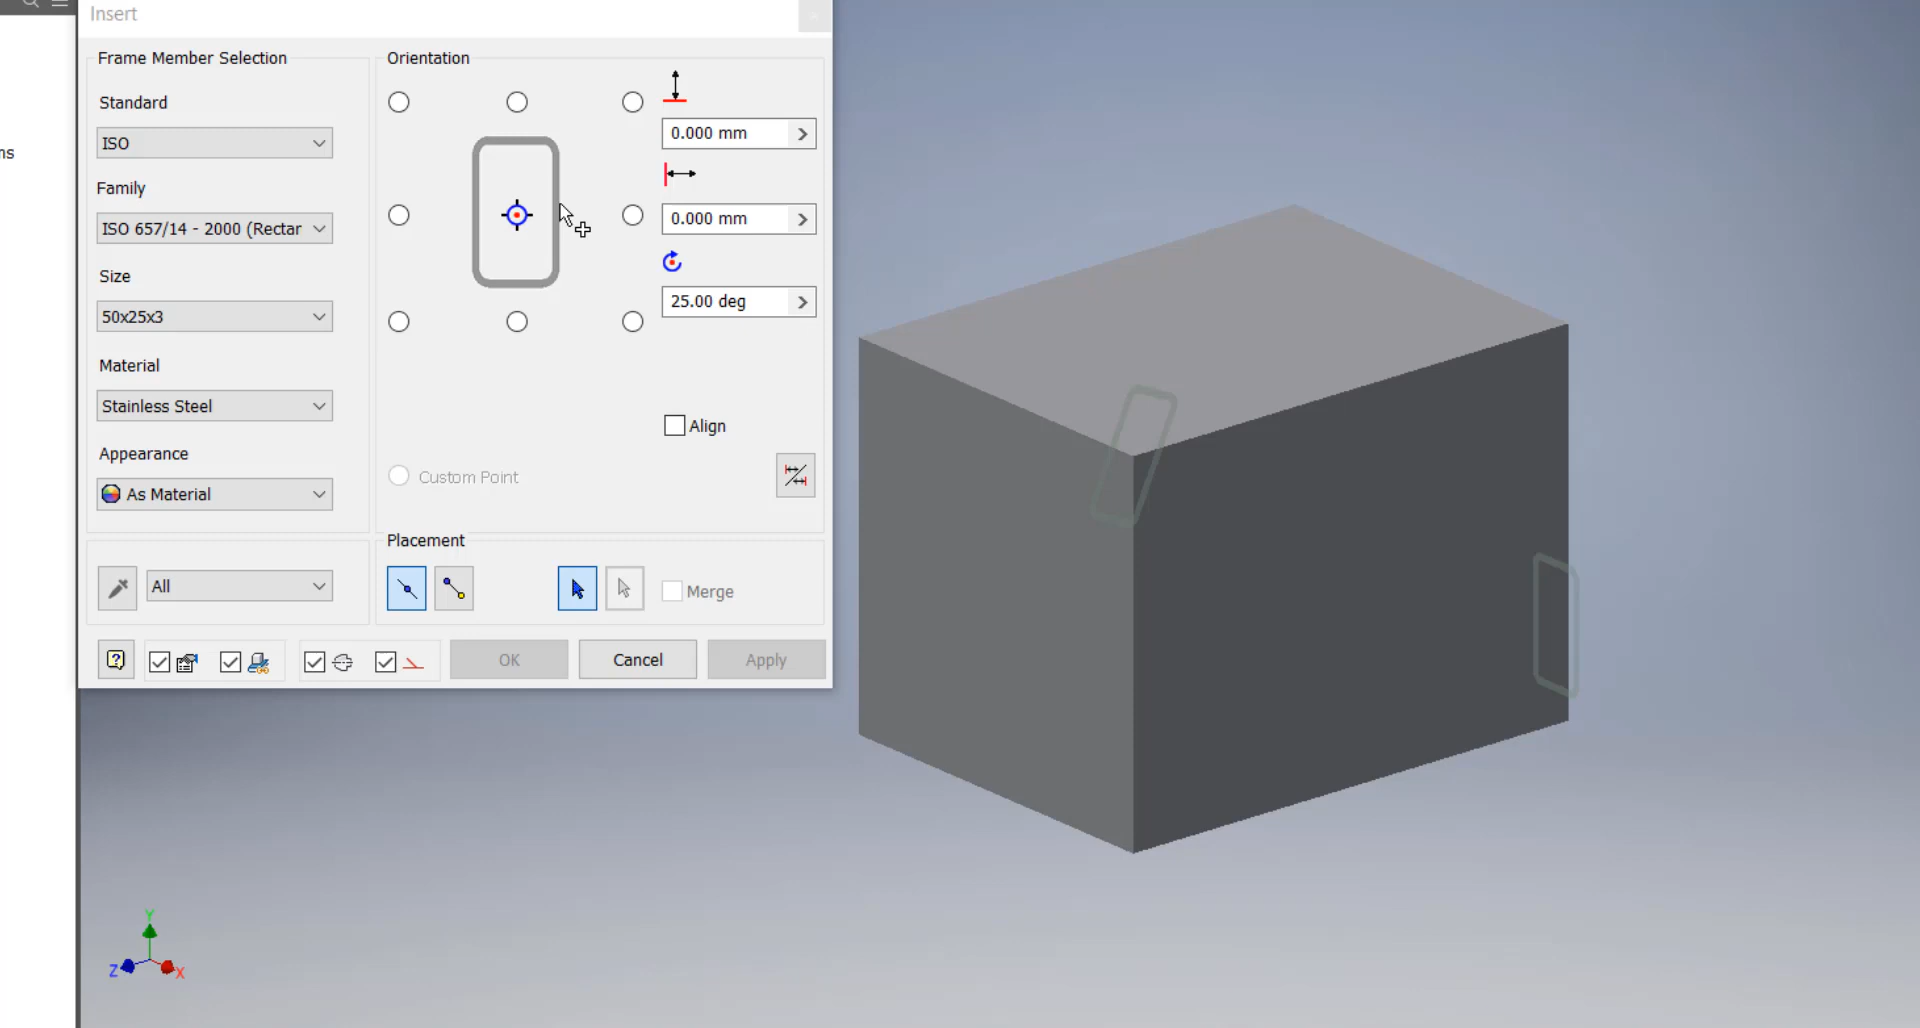 Insert
ns
Frame Member Selection
Standard
ISO
Family
ISO 657/14 - 2000 (Rectar
Size
50x25x3
Material
Stainless Steel
Appearance
As Material
All
Orientation
0.000 mm
0.000 mm
25.00 deg
Align
Custom Point
Placement
Merge
?
OK
Cancel
Apply
Y
Z
X